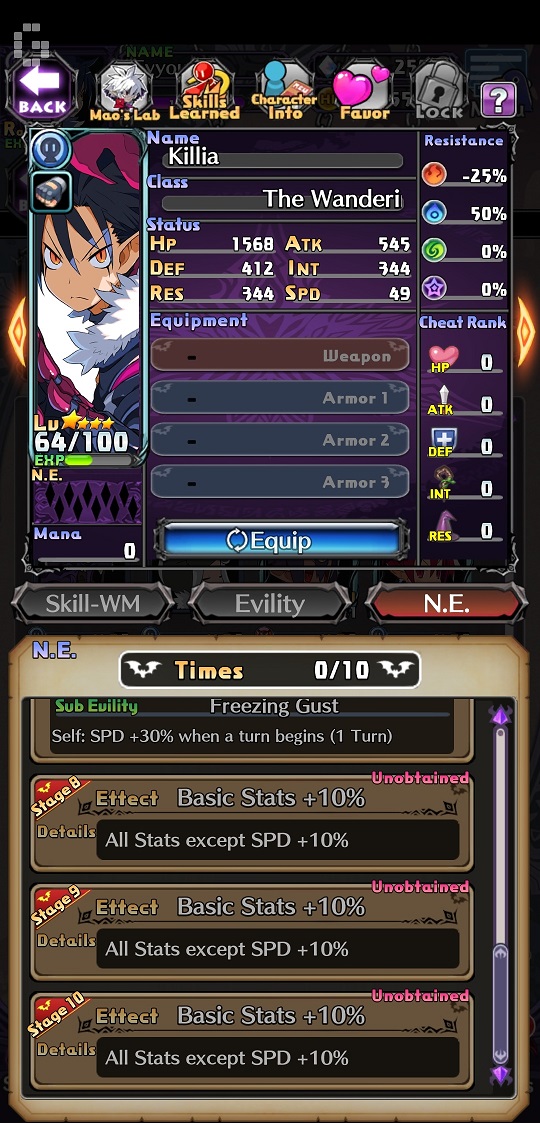 G
NAME
BACK
Mao's Lab
Skills Learned
Character Info
Favor
LOCK
?
Name
Killia
Class
The Wanderi
Status
HP 1568 ATK 545
DEF 412 INT 344
RES 344 SPD 49
Resistance
-25%
50%
0%
0%
Equipment
- Weapon
- Armor 1
- Armor 2
- Armor 3
Equip
Cheat Rank
HP 0
ATK 0
DEF 0
INT 0
RES 0
Lv
64/100
EXP
N.E.
Mana
0
Skill-WM
Evility
N.E.
N.E.
Times 0/10
Sub Evility Freezing Gust
Self: SPD +30% when a turn begins (1 Turn)
Unobtained
Stage 8
Effect Basic Stats +10%
Details All Stats except SPD +10%
Unobtained
Stage 9
Effect Basic Stats +10%
Details All Stats except SPD +10%
Unobtained
Stage 10
Effect Basic Stats +10%
Details All Stats except SPD +10%